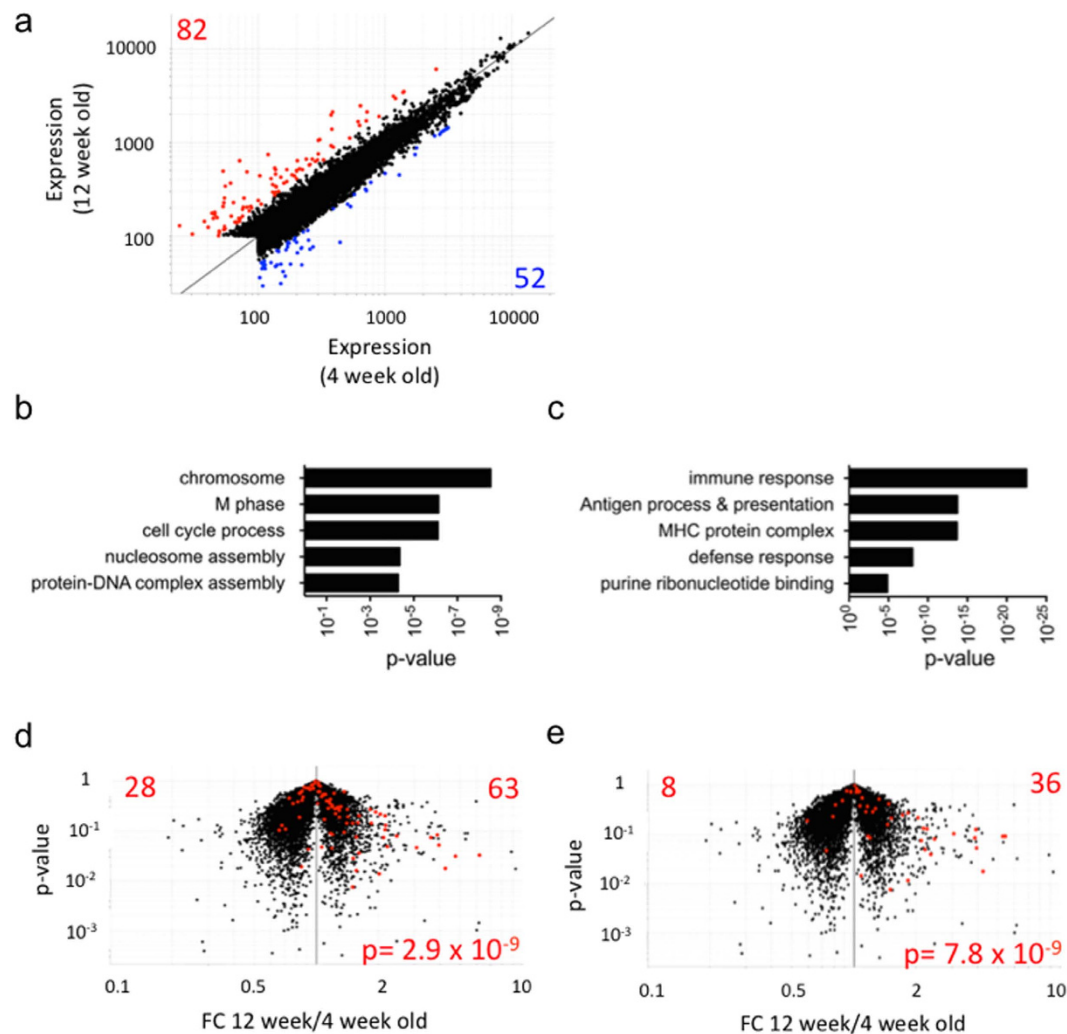 a
82
10000
1000
100
Expression
(12 week old)
52
100 1000 10000
Expression
(4 week old)
b
chromosome
M phase
cell cycle process
nucleosome assembly
protein-DNA complex assembly
10-1 10-3 10-5 10-7 10-9
p-value
c
immune response
Antigen process & presentation
MHC protein complex
defense response
purine ribonucleotide binding
100 10-5 10-10 10-15 10-20 10-25
p-value
d
28
63
1
10-1
10-2
10-3
p-value
p= 2.9 x 10-9
0.1 0.5 2 10
FC 12 week/4 week old
e
8
36
1
10-1
10-2
10-3
p-value
p= 7.8 x 10-9
0.1 0.5 2 10
FC 12 week/4 week old